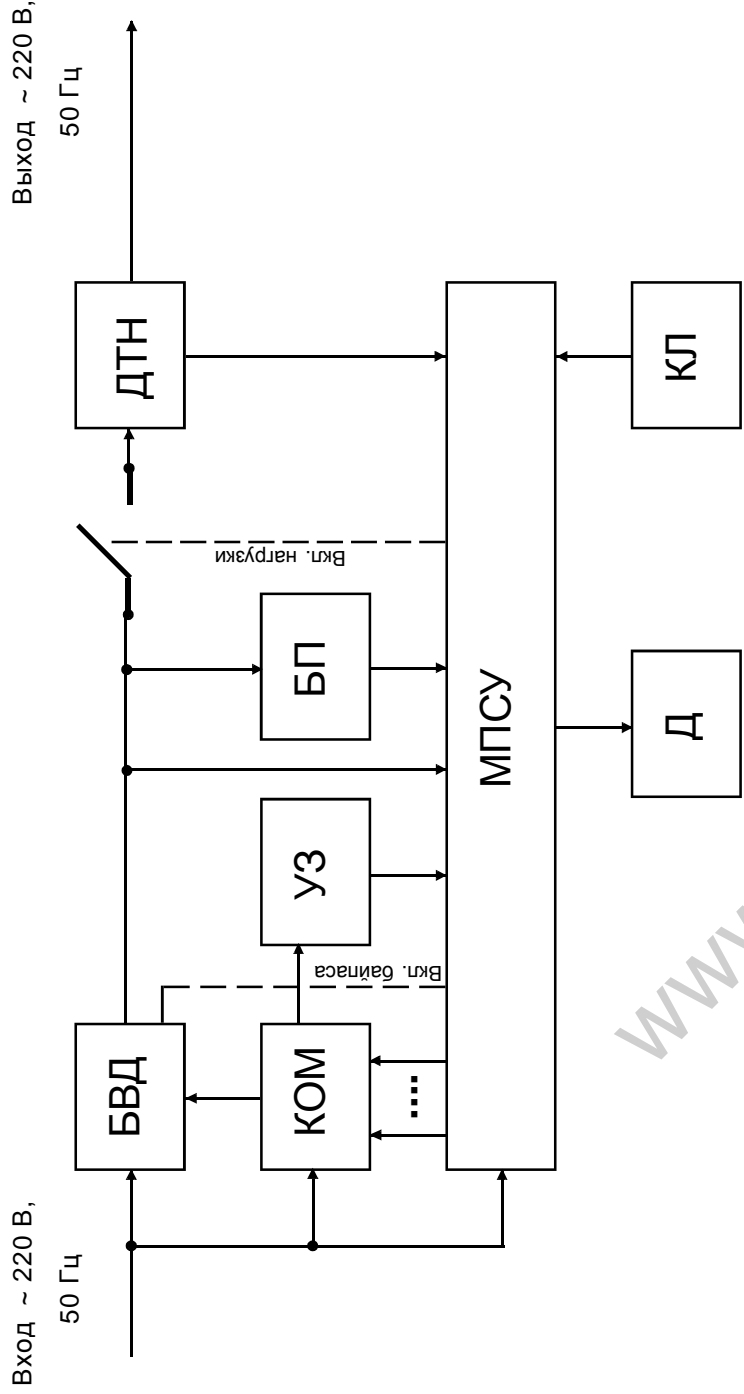 Вход ~ 220 В,
50 Гц
Выход ~ 220 В,
50 Гц
БВД
ДТН
КОМ
УЗ
БП
Вкл. байпаса
Вкл. нагрузки
....
МПСУ
Д
КЛ
www